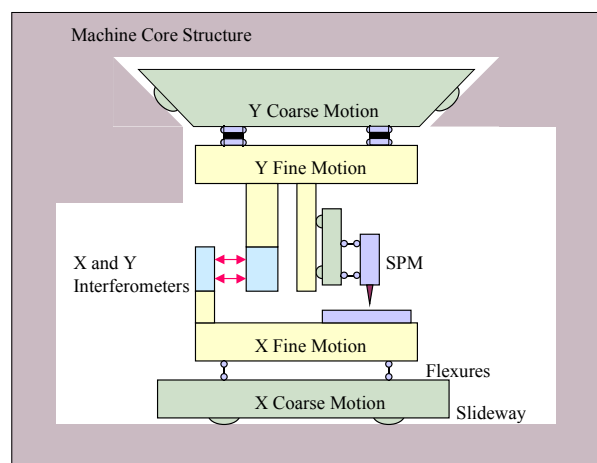 Machine Core Structure
Y Coarse Motion
Y Fine Motion
X and Y
Interferometers
SPM
X Fine Motion
Flexures
X Coarse Motion
Slideway